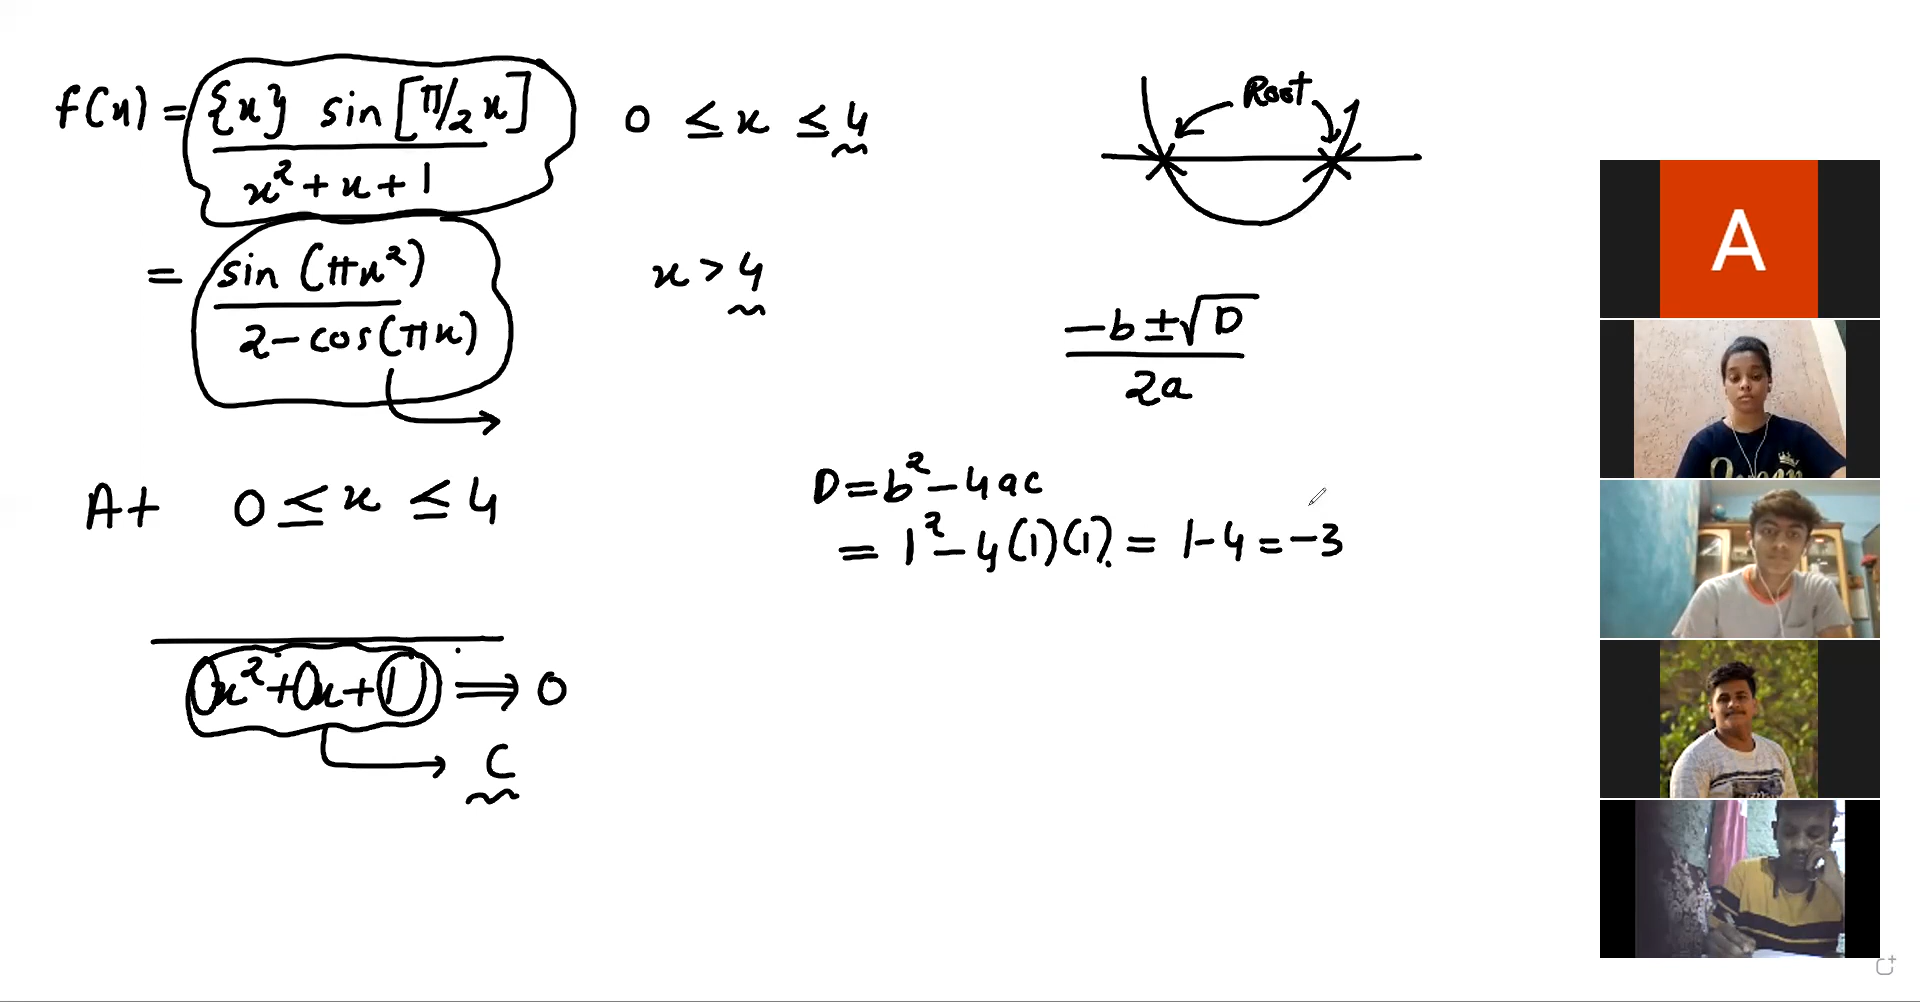 f(x) = {x} sin[π/2 x] / x² + x + 1    0 ≤ x ≤ 4
= sin(πx²) / 2 - cos(πx)    x > 4
At 0 ≤ x ≤ 4
x² + x + 1 ⟹ 0
C
Root
-b ± √D / 2a
D = b² - 4ac
= 1² - 4(1)(1) = 1 - 4 = -3
A